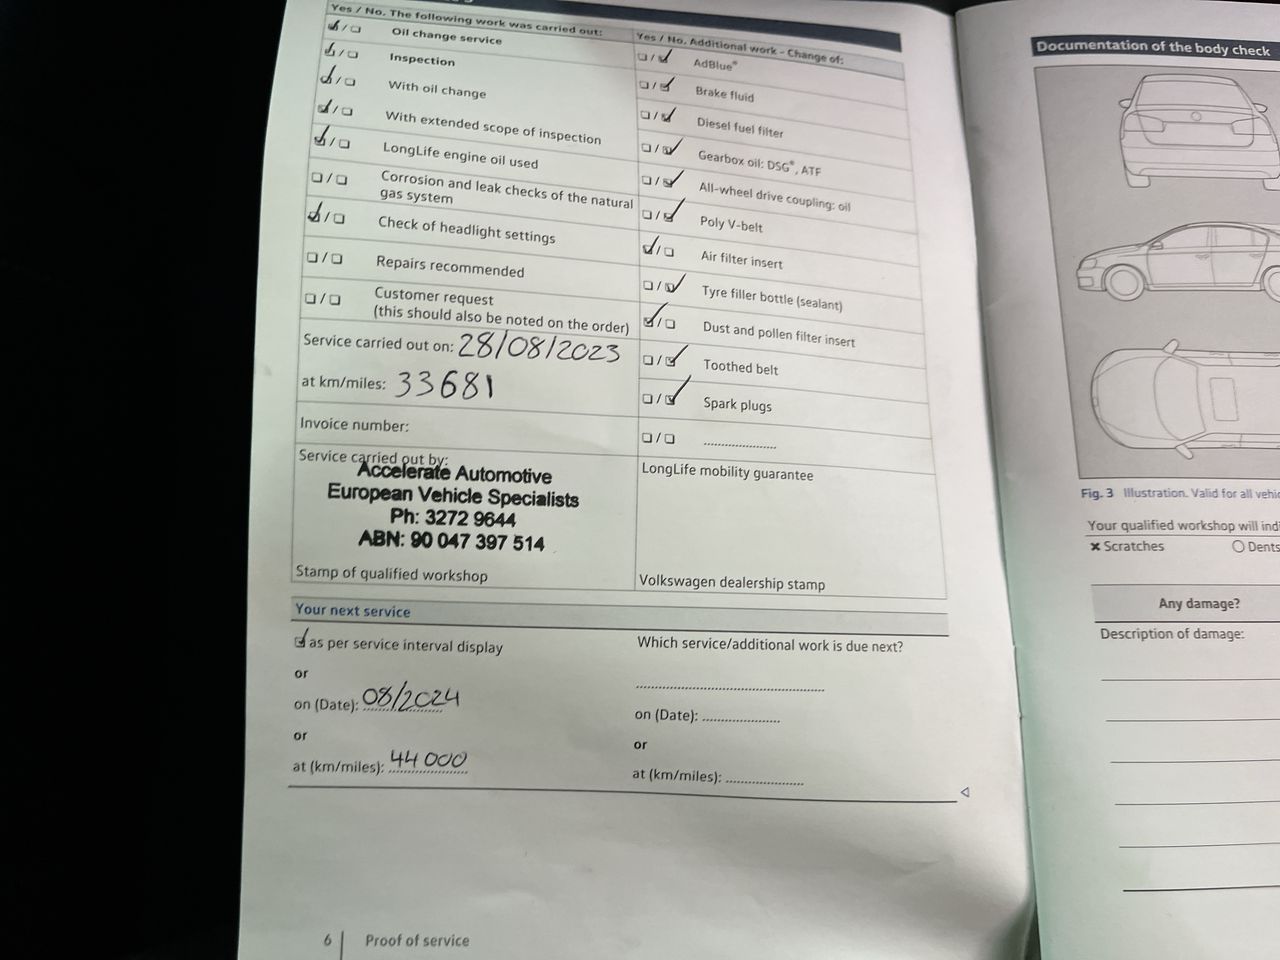 Yes / No. The following work was carried out:
☑ / ☐ Oil change service
☑ / ☐ Inspection
☑ / ☐ With oil change
☑ / ☐ With extended scope of inspection
☑ / ☐ LongLife engine oil used
☐ / ☐ Corrosion and leak checks of the natural
gas system
☑ / ☐ Check of headlight settings
☐ / ☐ Repairs recommended
☐ / ☐ Customer request
(this should also be noted on the order)
Service carried out on: 28/08/2023
at km/miles: 33681
Invoice number:
Service carried out by:
Accelerate Automotive
European Vehicle Specialists
Ph: 3272 9644
ABN: 90 047 397 514
Stamp of qualified workshop
Yes / No. Additional work - Change of:
☐ / ☑ AdBlue®
☐ / ☑ Brake fluid
☐ / ☑ Diesel fuel filter
☐ / ☑ Gearbox oil: DSG®, ATF
☐ / ☑ All-wheel drive coupling: oil
☐ / ☑ Poly V-belt
☑ / ☐ Air filter insert
☐ / ☑ Tyre filler bottle (sealant)
☑ / ☐ Dust and pollen filter insert
☐ / ☑ Toothed belt
☐ / ☑ Spark plugs
☐ / ☐ ....................
LongLife mobility guarantee
Volkswagen dealership stamp
Your next service
☑ as per service interval display
or
on (Date): 08/2024
or
at (km/miles): 44 000
Which service/additional work is due next?
on (Date): ....................
or
at (km/miles): ....................
6 | Proof of service
Documentation of the body check
Fig. 3 Illustration. Valid for all
Your qualified workshop will
✗ Scratches ○ Dents
Any damage?
Description of damage: